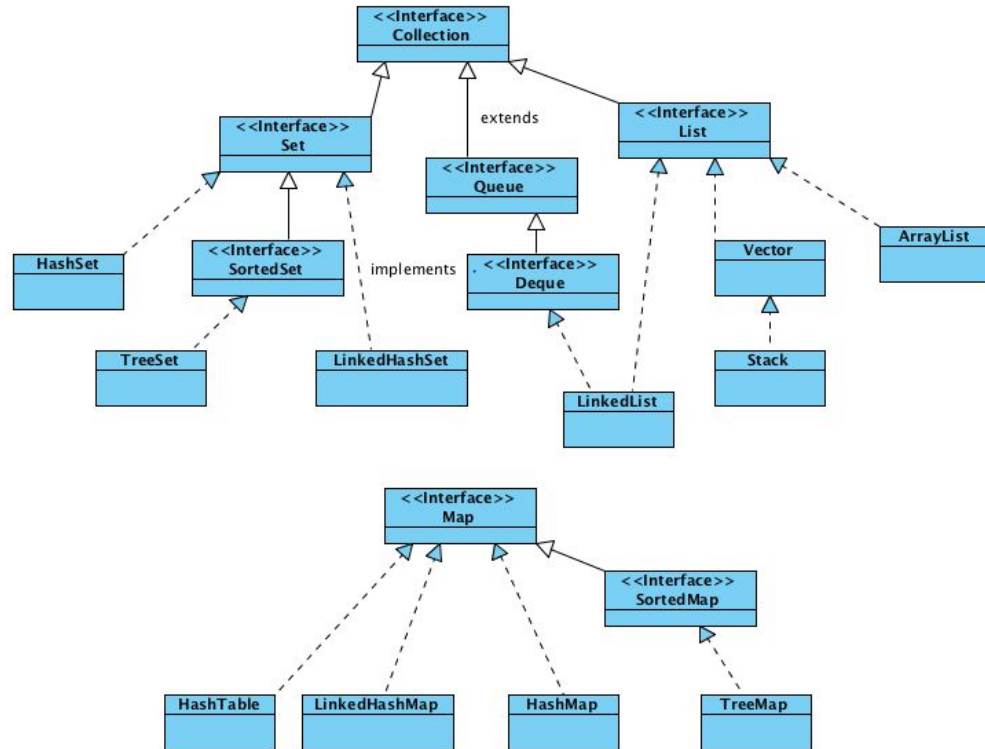 <<Interface>>
Collection
<<Interface>>
Set
extends
<<Interface>>
List
<<Interface>>
Queue
HashSet
<<Interface>>
SortedSet
implements
<<Interface>>
Deque
Vector
ArrayList
TreeSet
LinkedHashSet
LinkedList
Stack
<<Interface>>
Map
<<Interface>>
SortedMap
HashTable
LinkedHashMap
HashMap
TreeMap